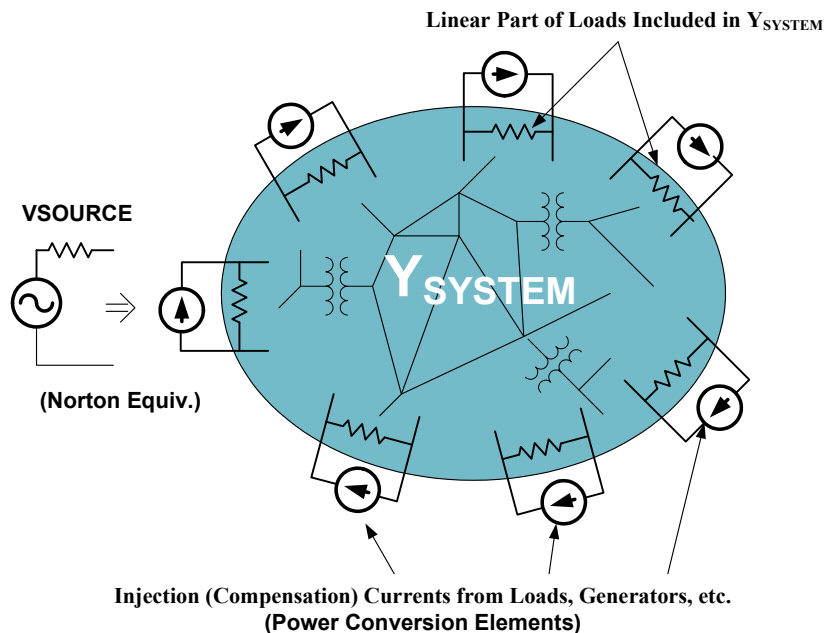 Linear Part of Loads Included in YSYSTEM
VSOURCE
YSYSTEM
(Norton Equiv.)
Injection (Compensation) Currents from Loads, Generators, etc.
(Power Conversion Elements)